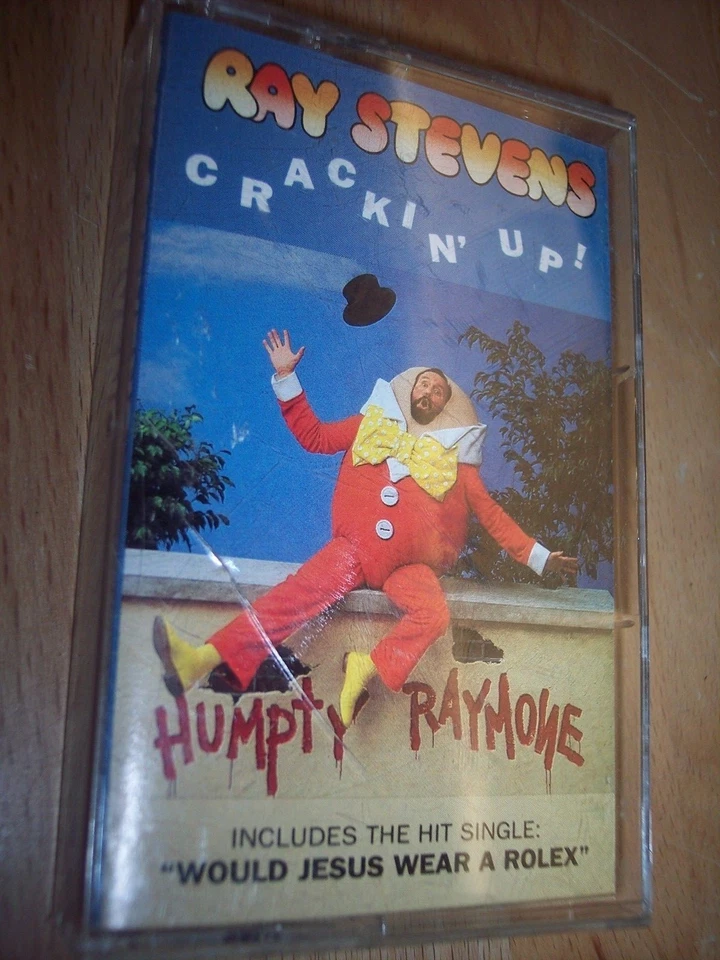 RAY STEVENS
CRACKIN' UP!
HUMPTY RAYMONE
INCLUDES THE HIT SINGLE:
"WOULD JESUS WEAR A ROLEX"